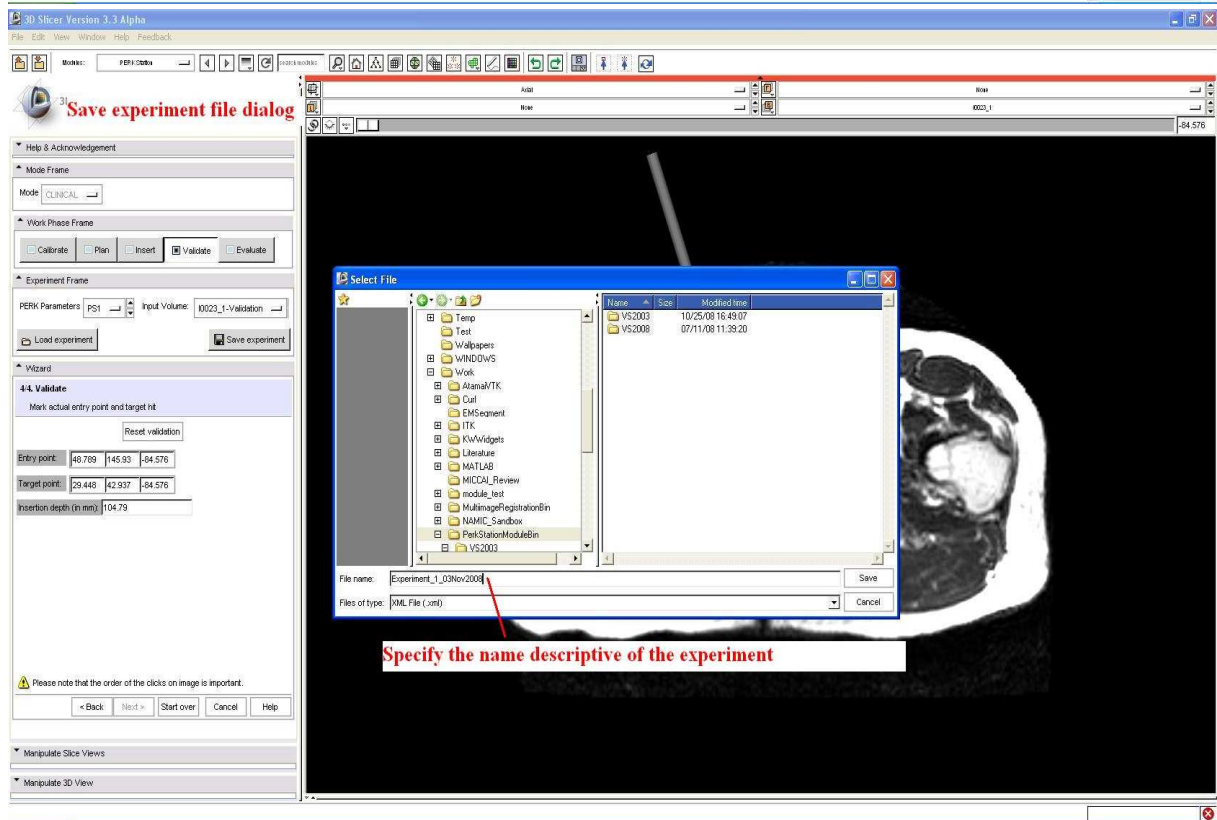 3D Slicer Version 3.3 Alpha
File Edit View Window Help Feedback
Modules: PERKStation search modules
3D
Save experiment file dialog
Axial
None
None
I0023_1
-84.576
Help & Acknowledgement
Mode Frame
Mode CLINICAL
Work Phase Frame
Calibrate Plan Insert Validate Evaluate
Experiment Frame
PERK Parameters PS1 Input Volume: I0023_1-Validation
Load experiment Save experiment
Wizard
4/4. Validate
Mark actual entry point and target hit
Reset validation
Entry point: 48.789 145.93 -84.576
Target point: 29.448 42.937 -84.576
Insertion depth (in mm): 104.79
Please note that the order of the clicks on image is important.
< Back Next > Start over Cancel Help
Manipulate Slice Views
Manipulate 3D View
Select File
Temp
Test
Wallpapers
WINDOWS
Work
AtamaiVTK
Curl
EMSegment
ITK
KWWidgets
Literature
MATLAB
MICCAI_Review
module_test
MultiimageRegistrationBin
NAMIC_Sandbox
PerkStationModuleBin
VS2003
Name Size Modified time
VS2003 10/25/08 16:49:07
VS2008 07/11/08 11:39:20
File name: Experiment_1_03Nov2008 Save
Files of type: XML File (.xml) Cancel
Specify the name descriptive of the experiment